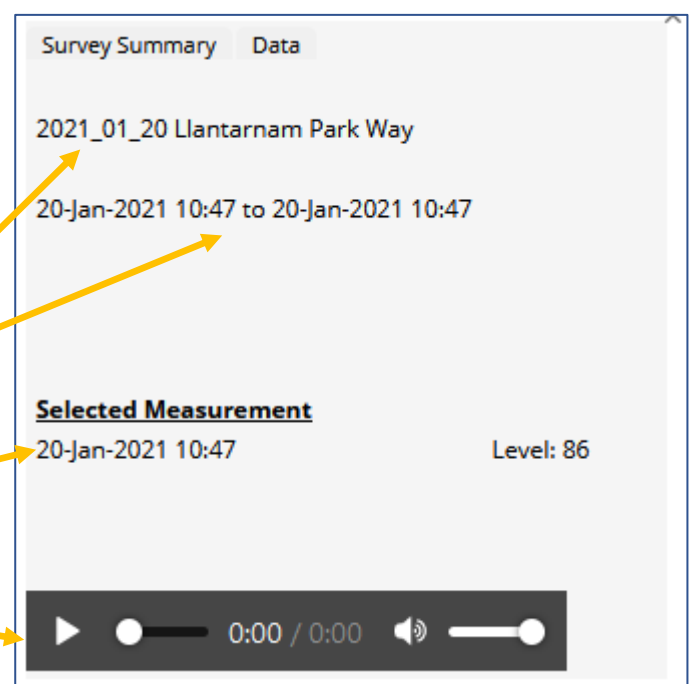 Survey Summary Data
2021_01_20 Llantarnam Park Way
20-Jan-2021 10:47 to 20-Jan-2021 10:47
Selected Measurement
20-Jan-2021 10:47 Level: 86
0:00 / 0:00